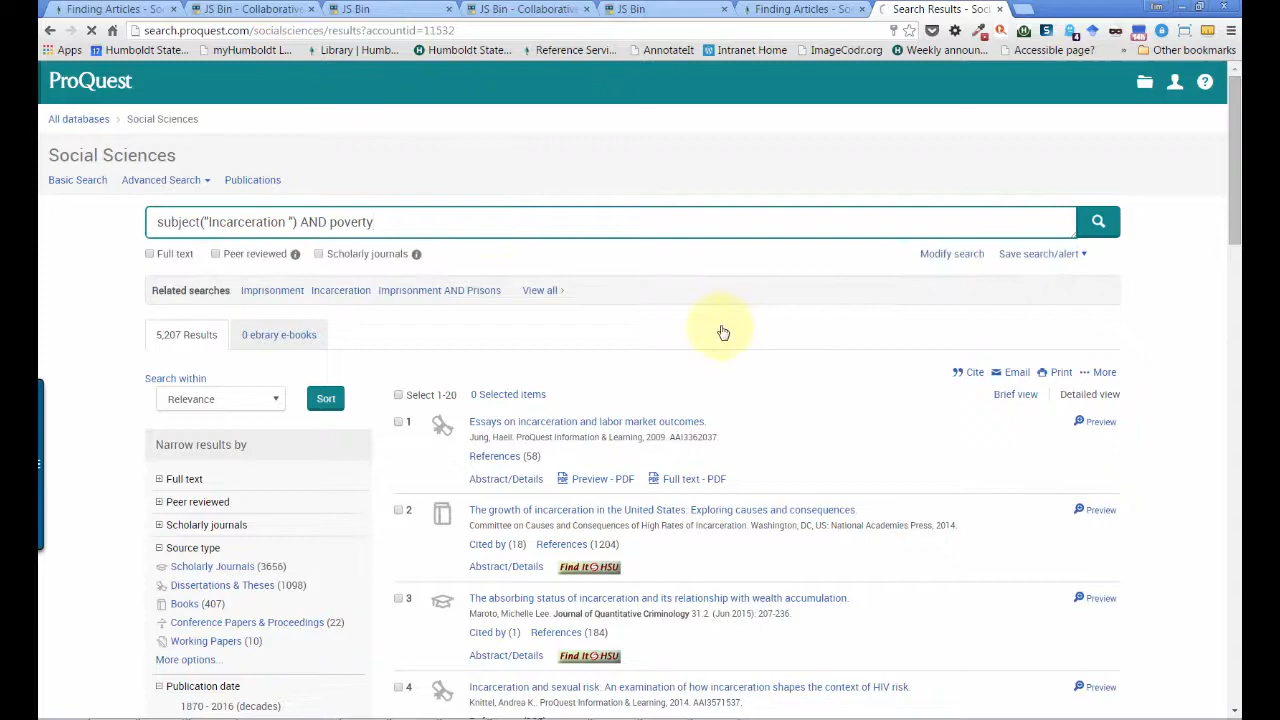 Finding Articles - So
JS Bin - Collaborative
JS Bin
JS Bin - Collaborative
JS Bin
Finding Articles - So
Search Results - Soci
Tim
search.proquest.com/socialsciences/results?accountid=11532
Apps
Humboldt State...
myHumboldt L...
Library | Humb...
Humboldt State...
Reference Servi...
AnnotateIt
Intranet Home
ImageCodr.org
Weekly announ...
Accessible page?
»
Other bookmarks
ProQuest
All databases > Social Sciences
Social Sciences
Basic Search Advanced Search Publications
subject("Incarceration ") AND poverty
Full text Peer reviewed Scholarly journals
Modify search Save search/alert
Related searches Imprisonment Incarceration Imprisonment AND Prisons View all ›
5,207 Results 0 ebrary e-books
Cite Email Print More
Search within
Relevance
Sort
Select 1-20 0 Selected items
Brief view Detailed view
Narrow results by
Full text
Peer reviewed
Scholarly journals
Source type
Scholarly Journals (3656)
Dissertations & Theses (1098)
Books (407)
Conference Papers & Proceedings (22)
Working Papers (10)
More options...
Publication date
1870 - 2016 (decades)
1 Essays on incarceration and labor market outcomes. Preview
Jung, Haeil. ProQuest Information & Learning, 2009. AAI3362037.
References (58)
Abstract/Details Preview - PDF Full text - PDF
2 The growth of incarceration in the United States: Exploring causes and consequences. Preview
Committee on Causes and Consequences of High Rates of Incarceration. Washington, DC, US: National Academies Press, 2014.
Cited by (18) References (1204)
Abstract/Details Find It @ HSU
3 The absorbing status of incarceration and its relationship with wealth accumulation. Preview
Maroto, Michelle Lee. Journal of Quantitative Criminology 31.2. (Jun 2015): 207-236.
Cited by (1) References (184)
Abstract/Details Find It @ HSU
4 Incarceration and sexual risk: An examination of how incarceration shapes the context of HIV risk. Preview
Knittel, Andrea K.. ProQuest Information & Learning, 2014. AAI3571537.